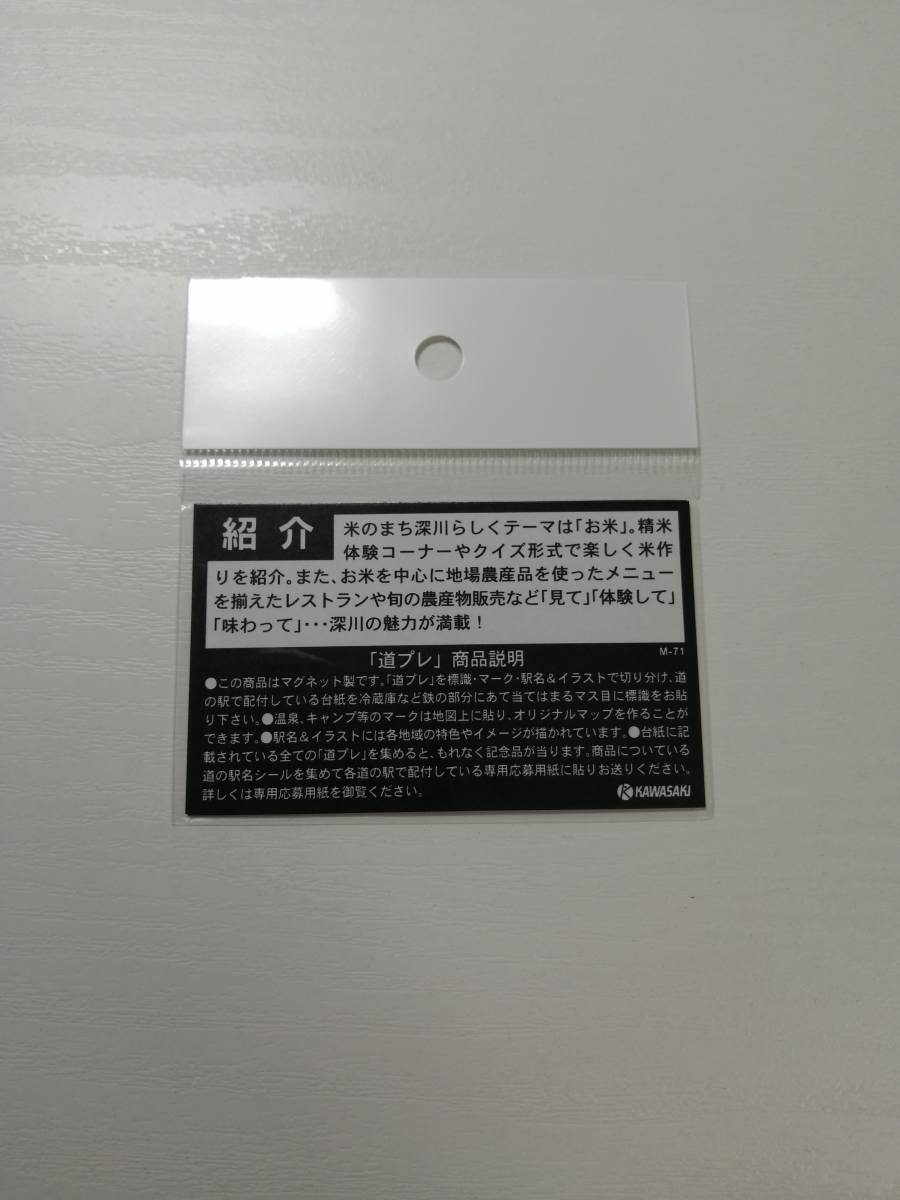 紹介
米のまち深川らしくテーマは「お米」。精米
体験コーナーやクイズ形式で楽しく米作
りを紹介。また、お米を中心に地場農産品を使ったメニュー
を揃えたレストランや旬の農産物販売など「見て」「体験して」
「味わって」・・・深川の魅力が満載！
M-71
「道プレ」商品説明
●この商品はマグネット製です。「道プレ」を標識・マーク・駅名＆イラストで切り分け、道
の駅で配付している台紙を冷蔵庫など鉄の部分にあて当てはまるマス目に標識をお貼
り下さい。●温泉、キャンプ等のマークは地図上に貼り、オリジナルマップを作ることが
できます。●駅名＆イラストには各地域の特色やイメージが描かれています。●台紙に記
載されている全ての「道プレ」を集めると、もれなく記念品が当ります。商品についている
道の駅名シールを集めて各道の駅で配付している専用応募用紙に貼りお送りください。
詳しくは専用応募用紙を御覧ください。
KAWASAKI